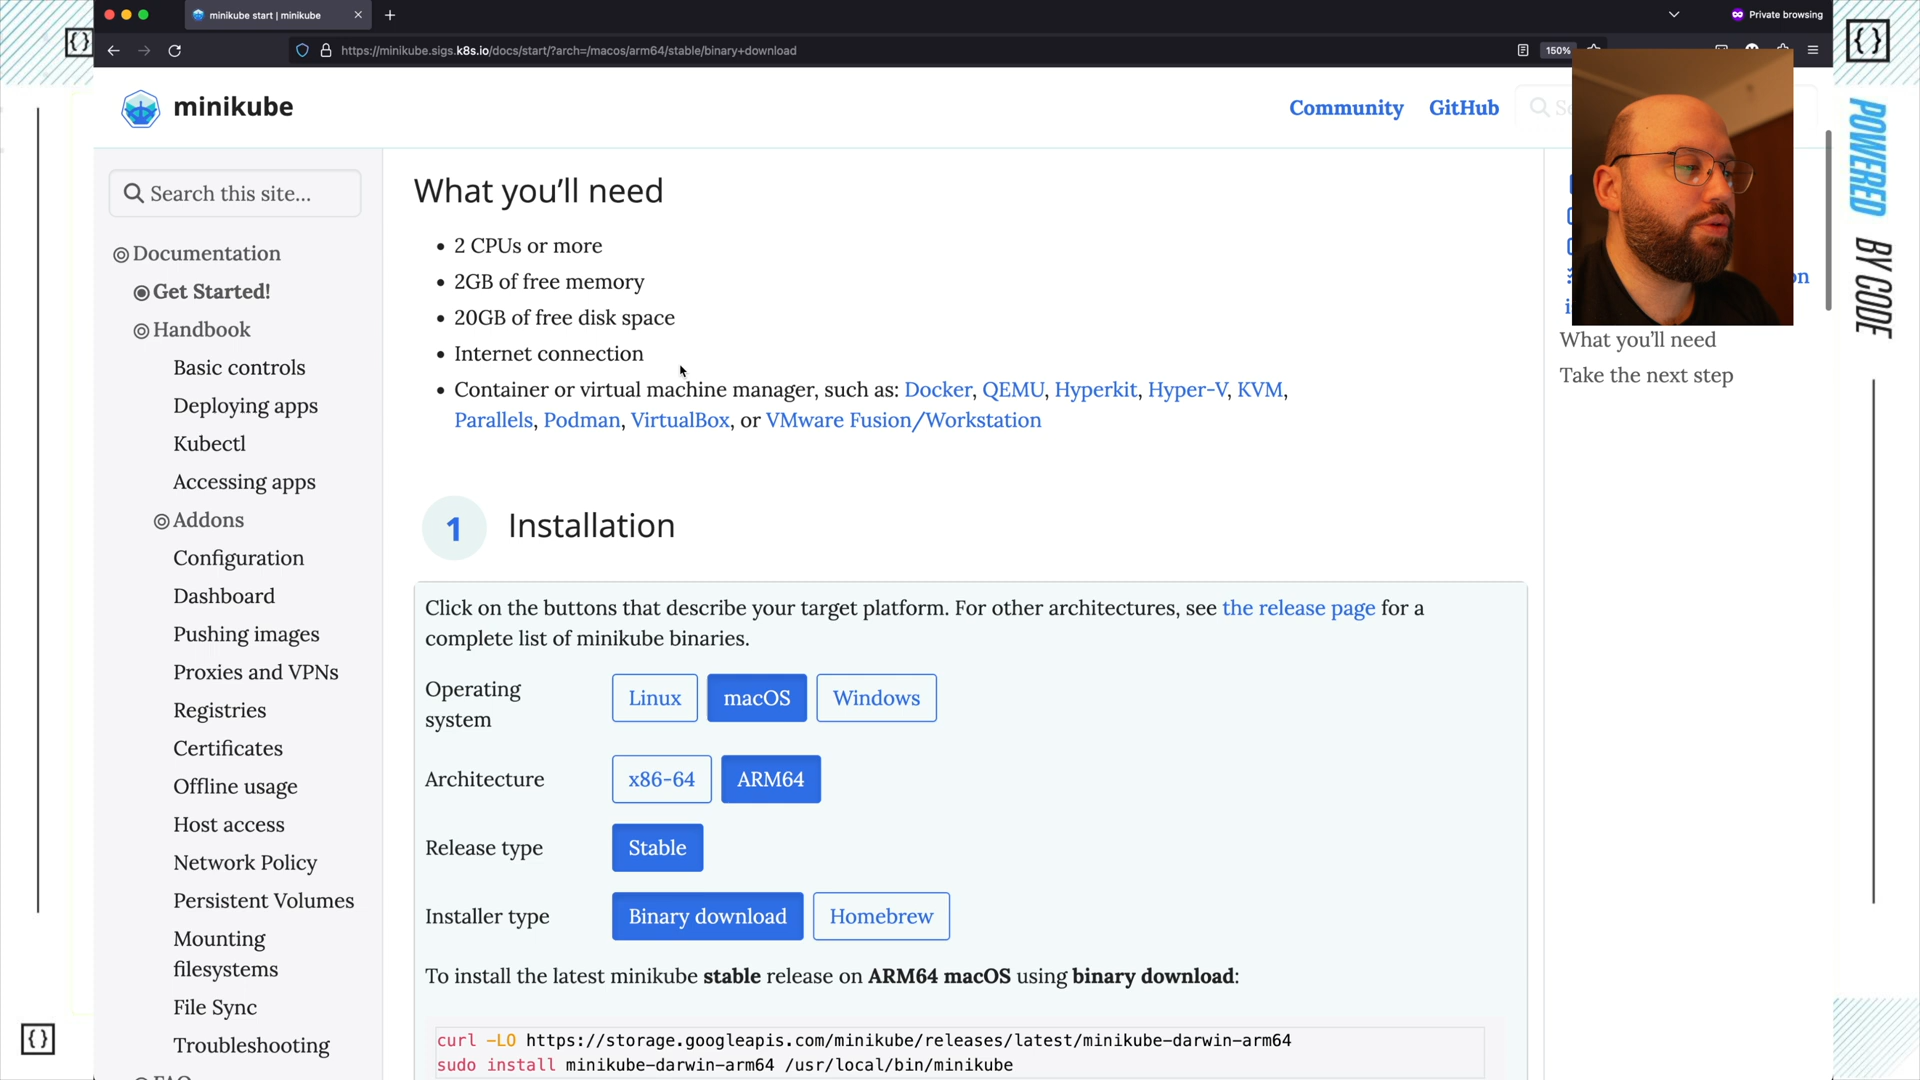 minikube start | minikube
Private browsing
https://minikube.sigs.k8s.io/docs/start/?arch=/macos/arm64/stable/binary+download
150%
minikube
Community
GitHub
Search this site...
Documentation
Get Started!
Handbook
Basic controls
Deploying apps
Kubectl
Accessing apps
Addons
Configuration
Dashboard
Pushing images
Proxies and VPNs
Registries
Certificates
Offline usage
Host access
Network Policy
Persistent Volumes
Mounting
filesystems
File Sync
Troubleshooting
FAQ
What you’ll need
2 CPUs or more
2GB of free memory
20GB of free disk space
Internet connection
Container or virtual machine manager, such as: Docker, QEMU, Hyperkit, Hyper-V, KVM,
Parallels, Podman, VirtualBox, or VMware Fusion/Workstation
1 Installation
Click on the buttons that describe your target platform. For other architectures, see the release page for a
complete list of minikube binaries.
Operating
system
Linux
macOS
Windows
Architecture
x86-64
ARM64
Release type
Stable
Installer type
Binary download
Homebrew
To install the latest minikube stable release on ARM64 macOS using binary download:
curl -LO https://storage.googleapis.com/minikube/releases/latest/minikube-darwin-arm64
sudo install minikube-darwin-arm64 /usr/local/bin/minikube
What you’ll need
Take the next step
{}
{}
{}
POWERED
BY CODE